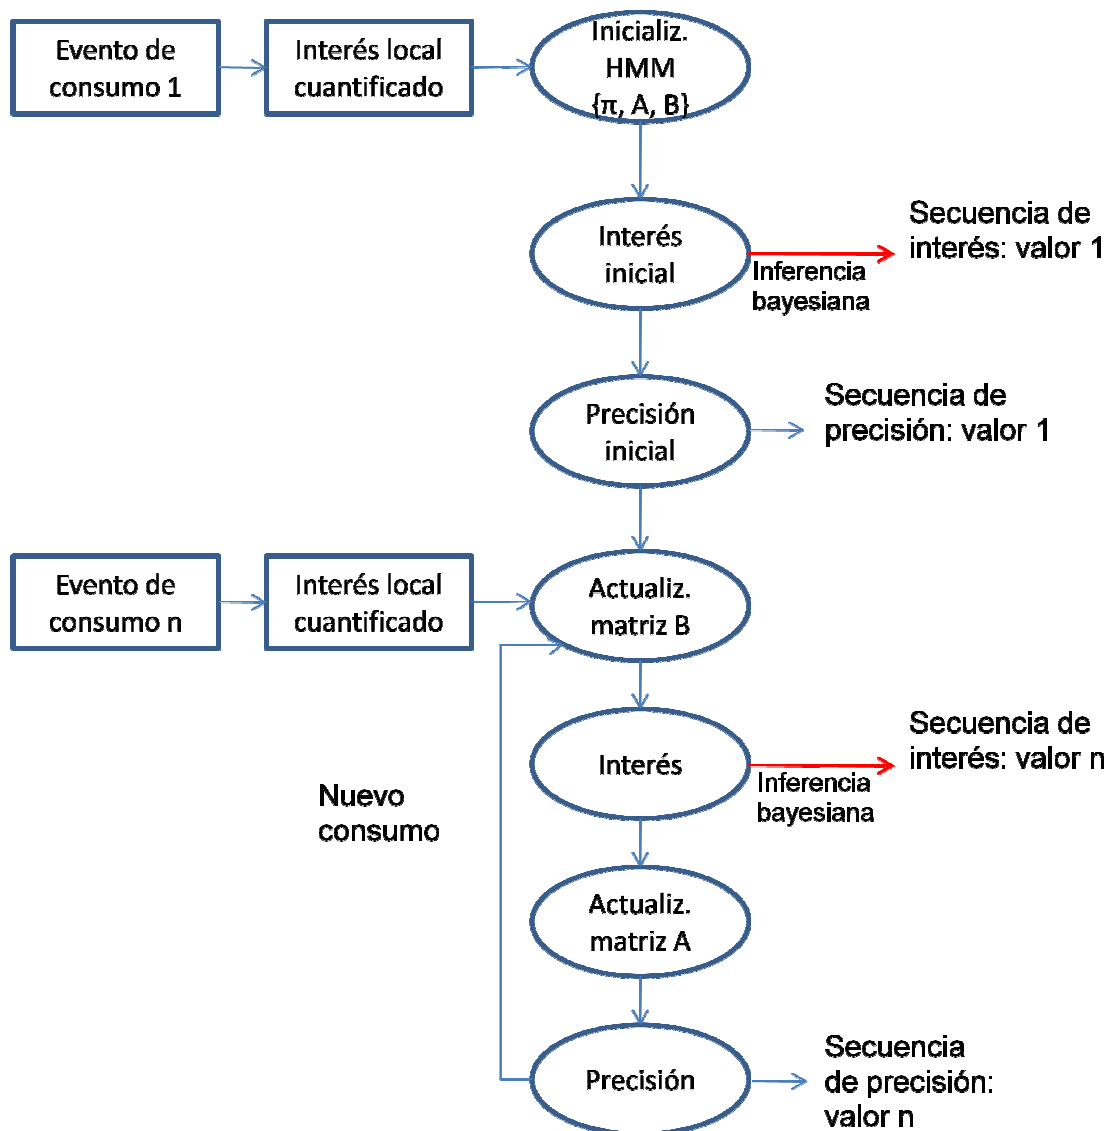 Evento de
consumo 1
Interés local
cuantificado
Inicializ.
HMM
{π, A, B}
Interés
inicial
Inferencia
bayesiana
Secuencia de
interés: valor 1
Precisión
inicial
Secuencia de
precisión: valor 1
Evento de
consumo n
Interés local
cuantificado
Actualiz.
matriz B
Interés
Inferencia
bayesiana
Secuencia de
interés: valor n
Nuevo
consumo
Actualiz.
matriz A
Precisión
Secuencia
de precisión:
valor n